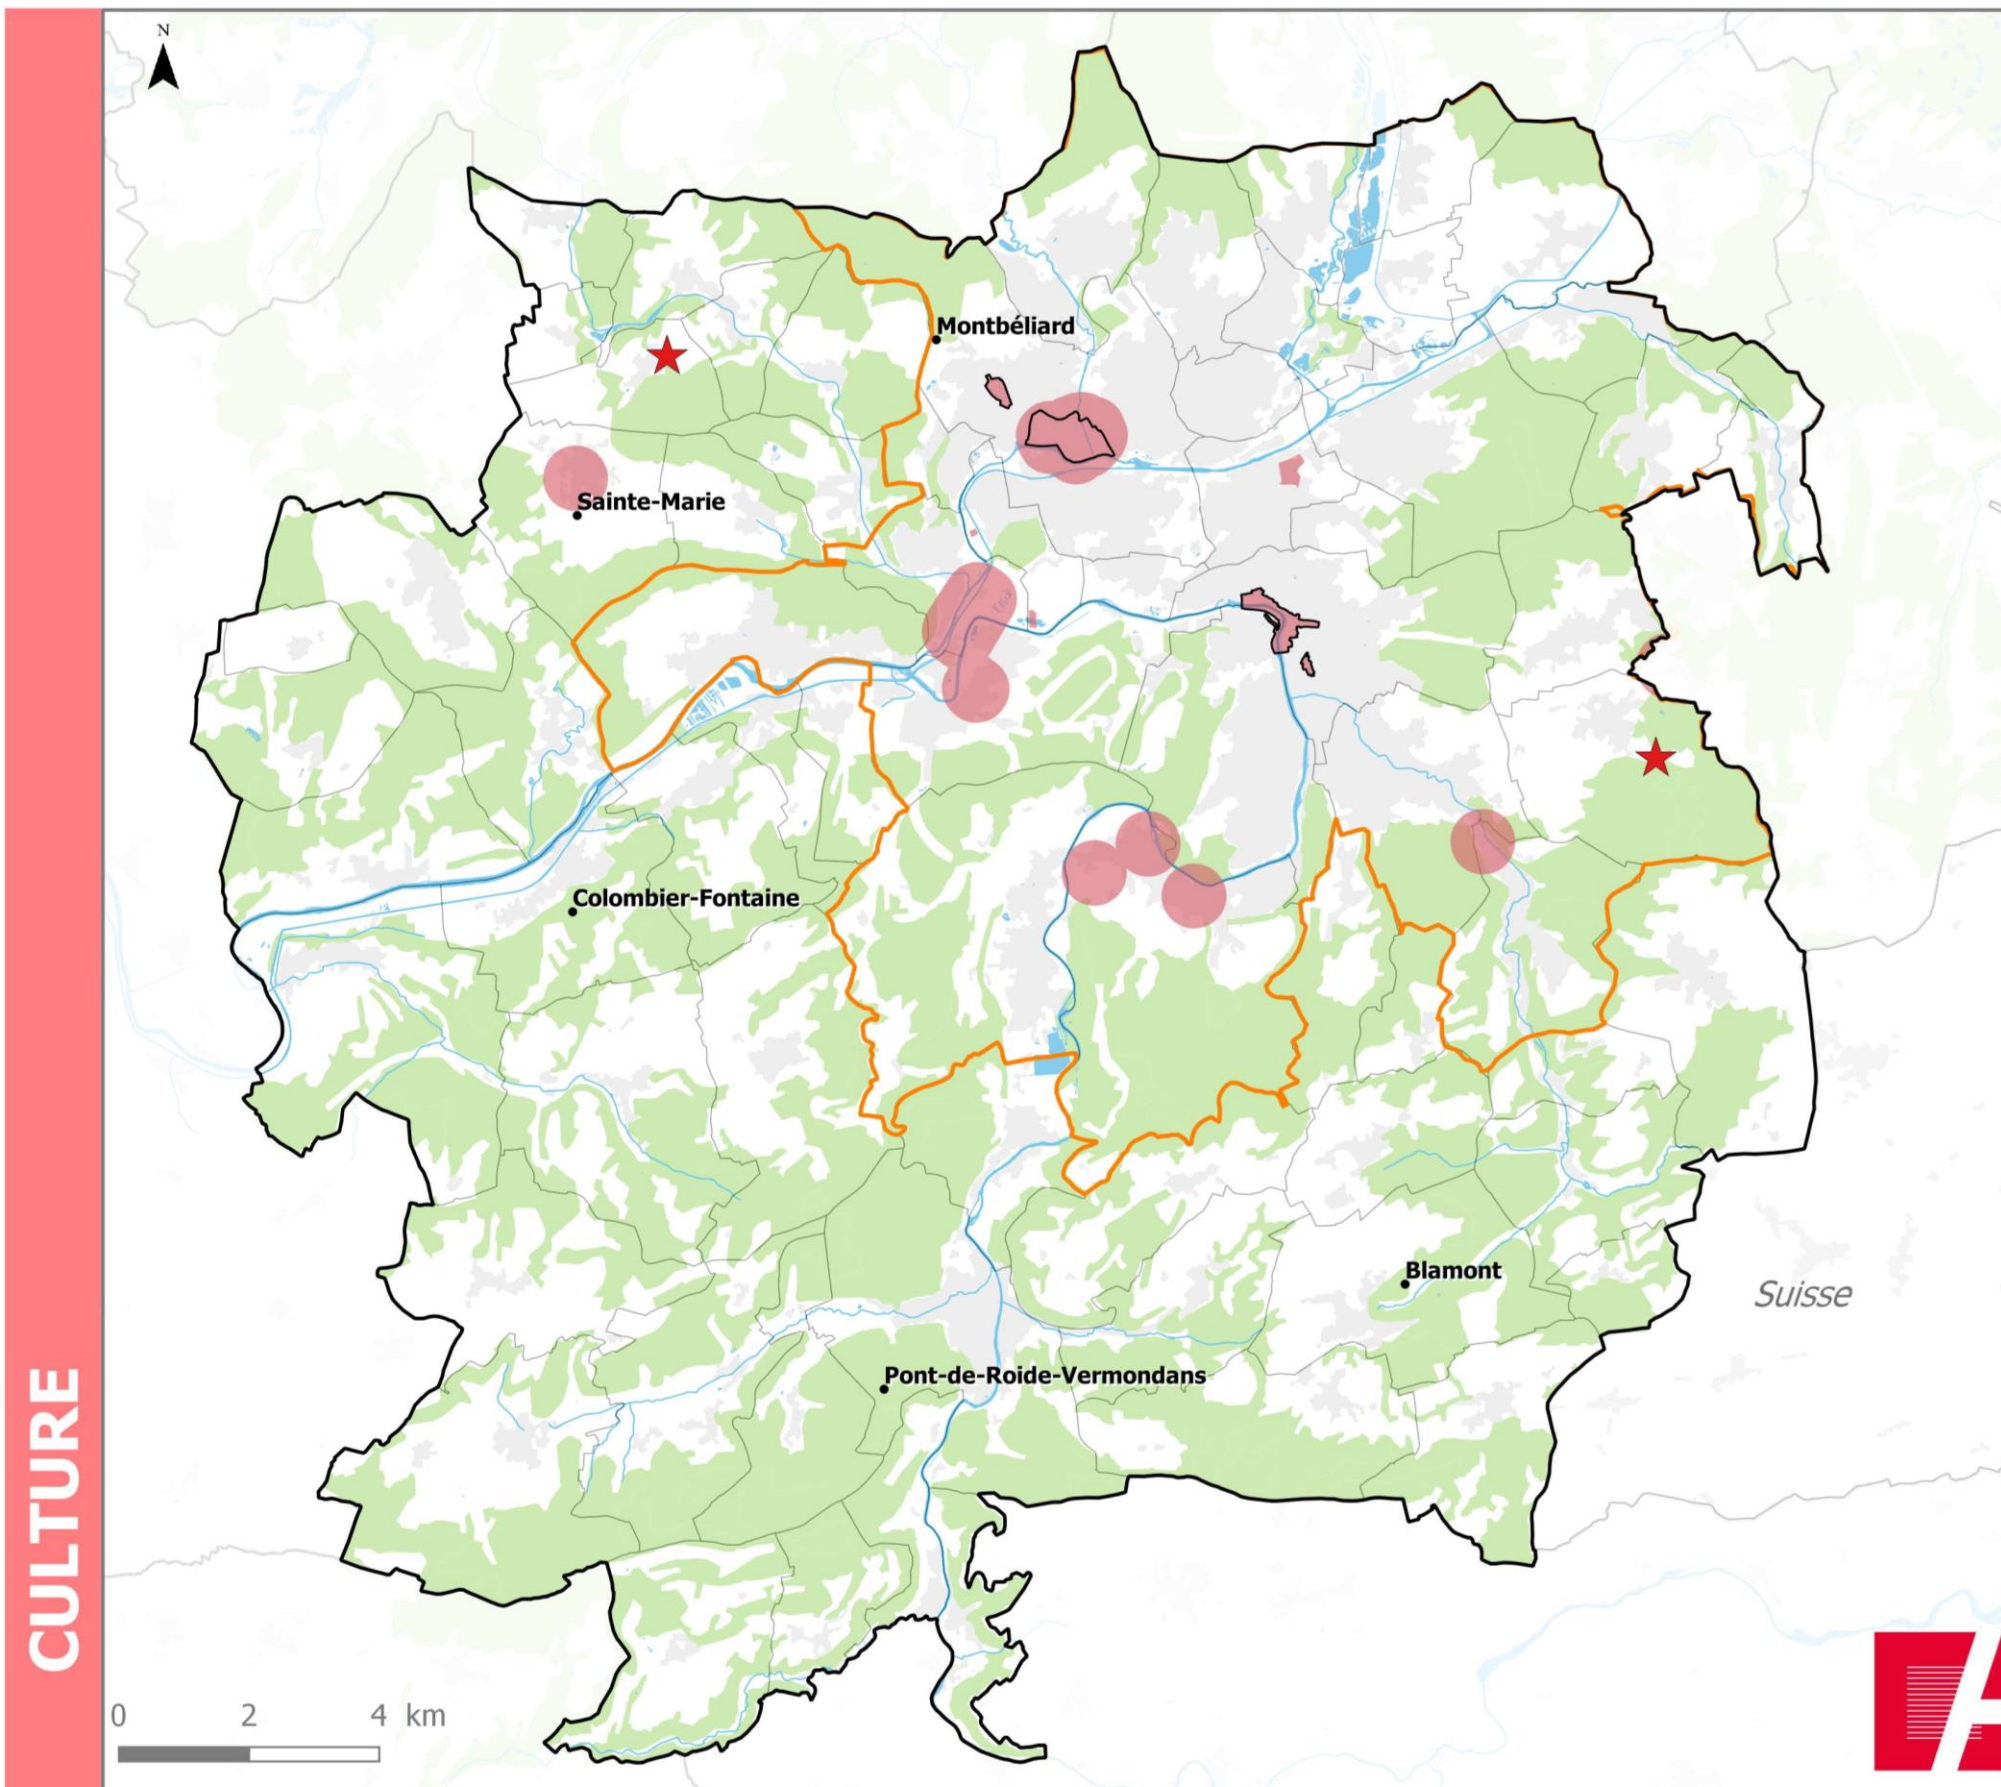 N
Montbéliard
Sainte-Marie
Colombier-Fontaine
Blamont
Suisse
Pont-de-Roide-Vermondans
CULTURE
0 2 4 km